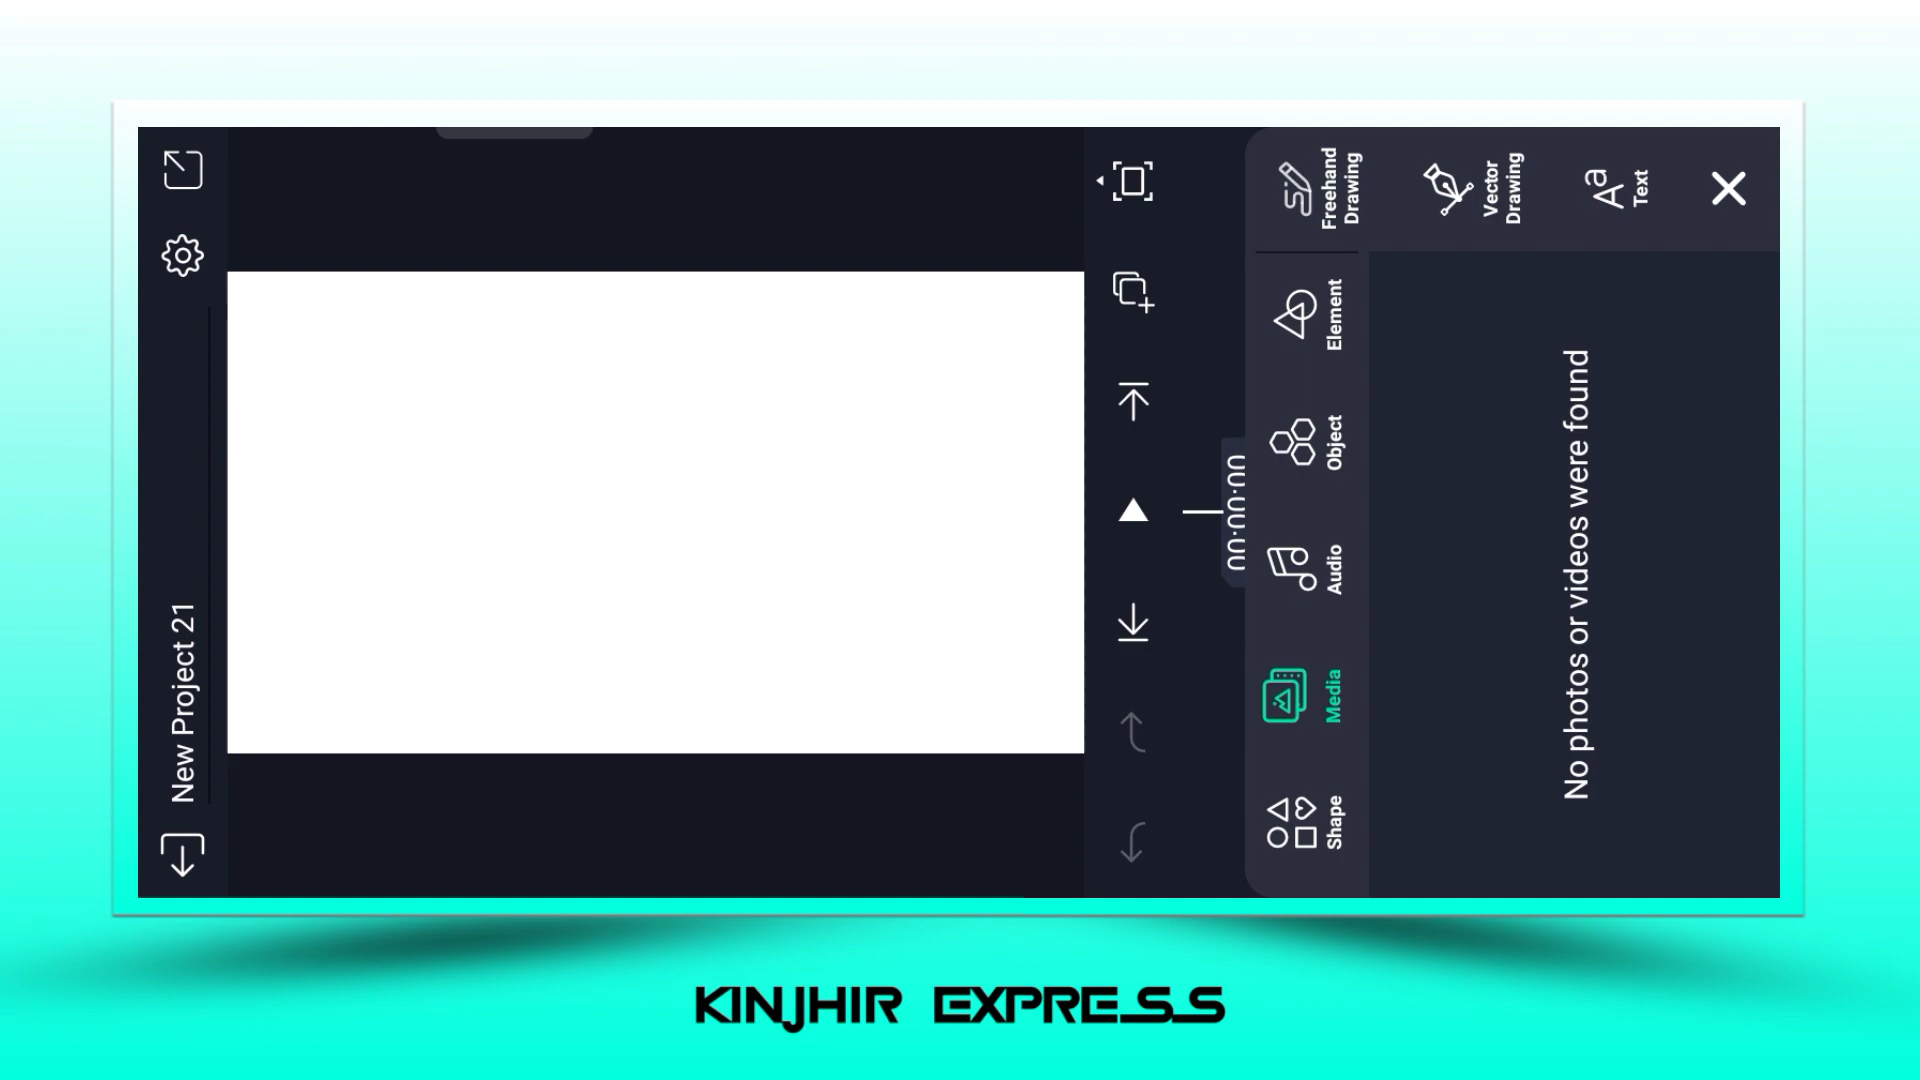 New Project 21
00:00:00
Shape
Media
Audio
Object
Element
Freehand
Drawing
Vector
Drawing
Aa
Text
No photos or videos were found
KINJHIR EXPRESS